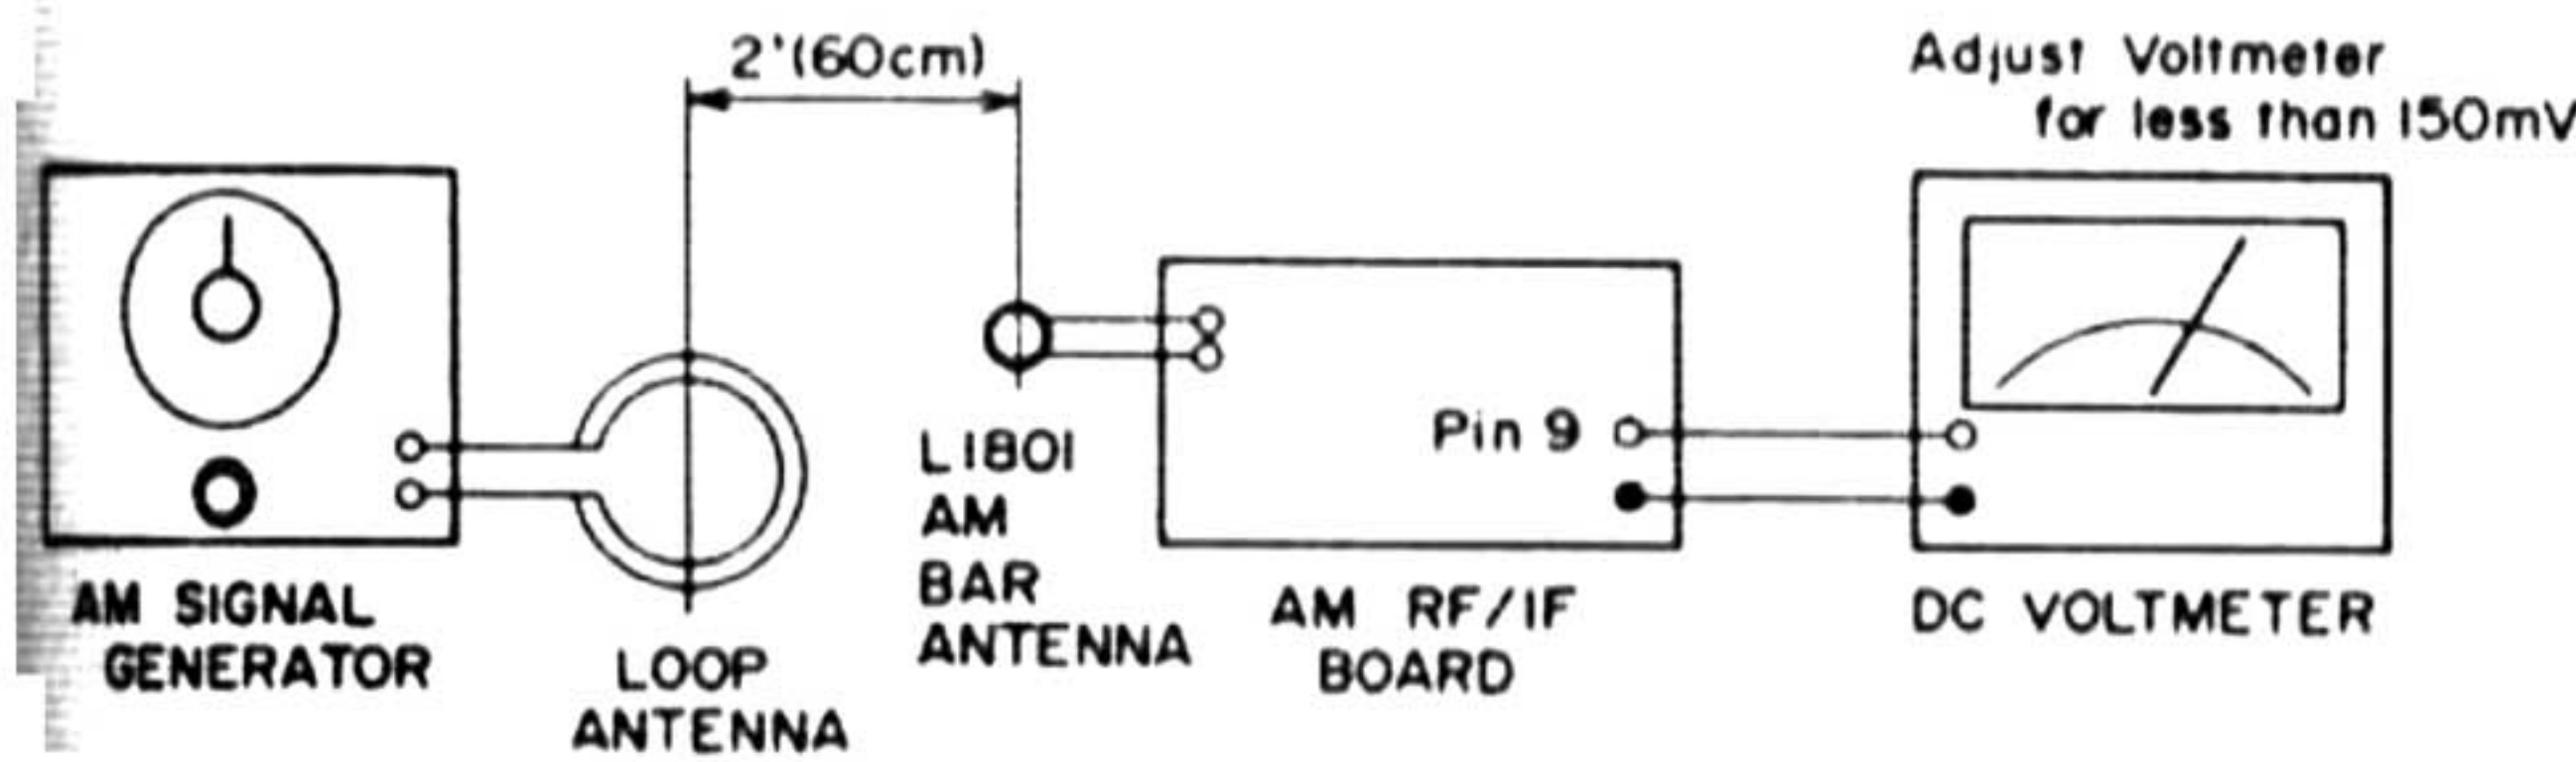 2'(60cm)
Adjust Voltmeter
for less than 150mV
Pin 9
L1801
AM
BAR
ANTENNA
AM SIGNAL
GENERATOR
LOOP
ANTENNA
AM RF/IF
BOARD
DC VOLTMETER